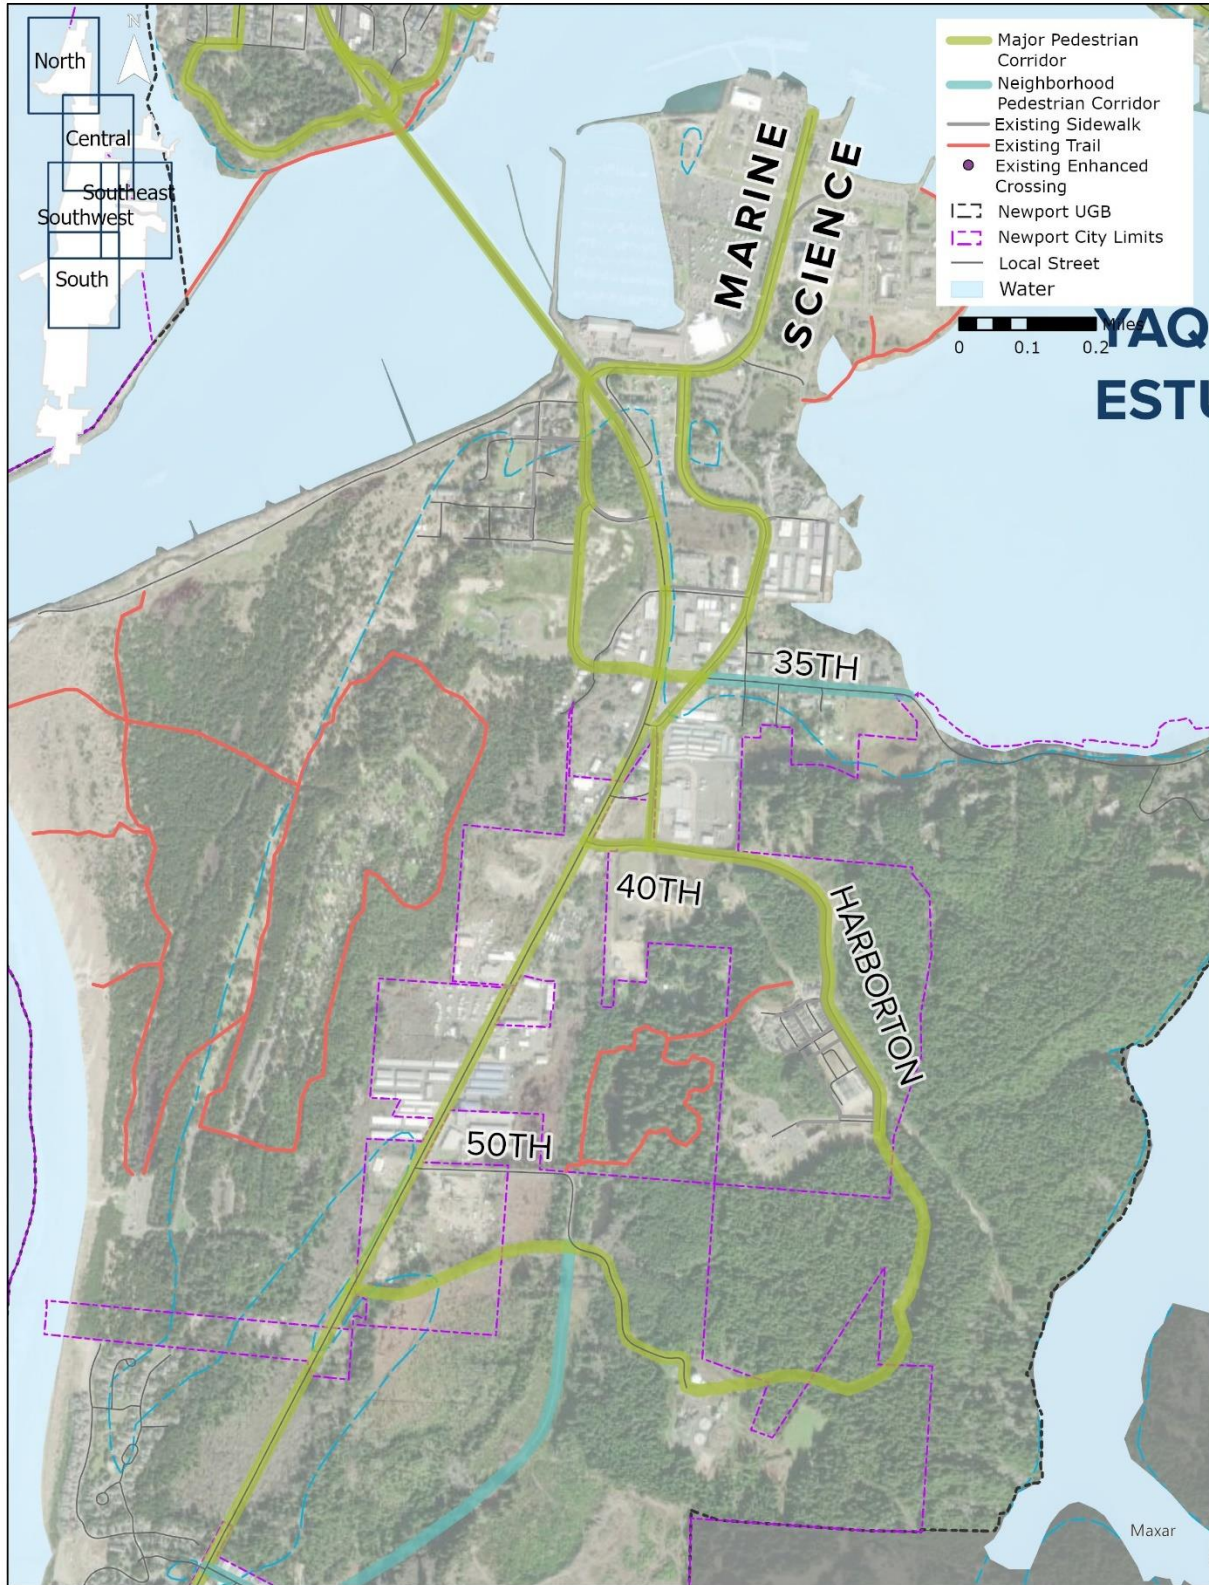 N
North
Central
Southeast
Southwest
South
Major Pedestrian
Corridor
Neighborhood
Pedestrian Corridor
Existing Sidewalk
Existing Trail
Existing Enhanced
Crossing
Newport UGB
Newport City Limits
Local Street
Water
Miles
0 0.1 0.2
YAQ
ESTU
MARINE
SCIENCE
35TH
40TH
HARBORTON
50TH
Maxar